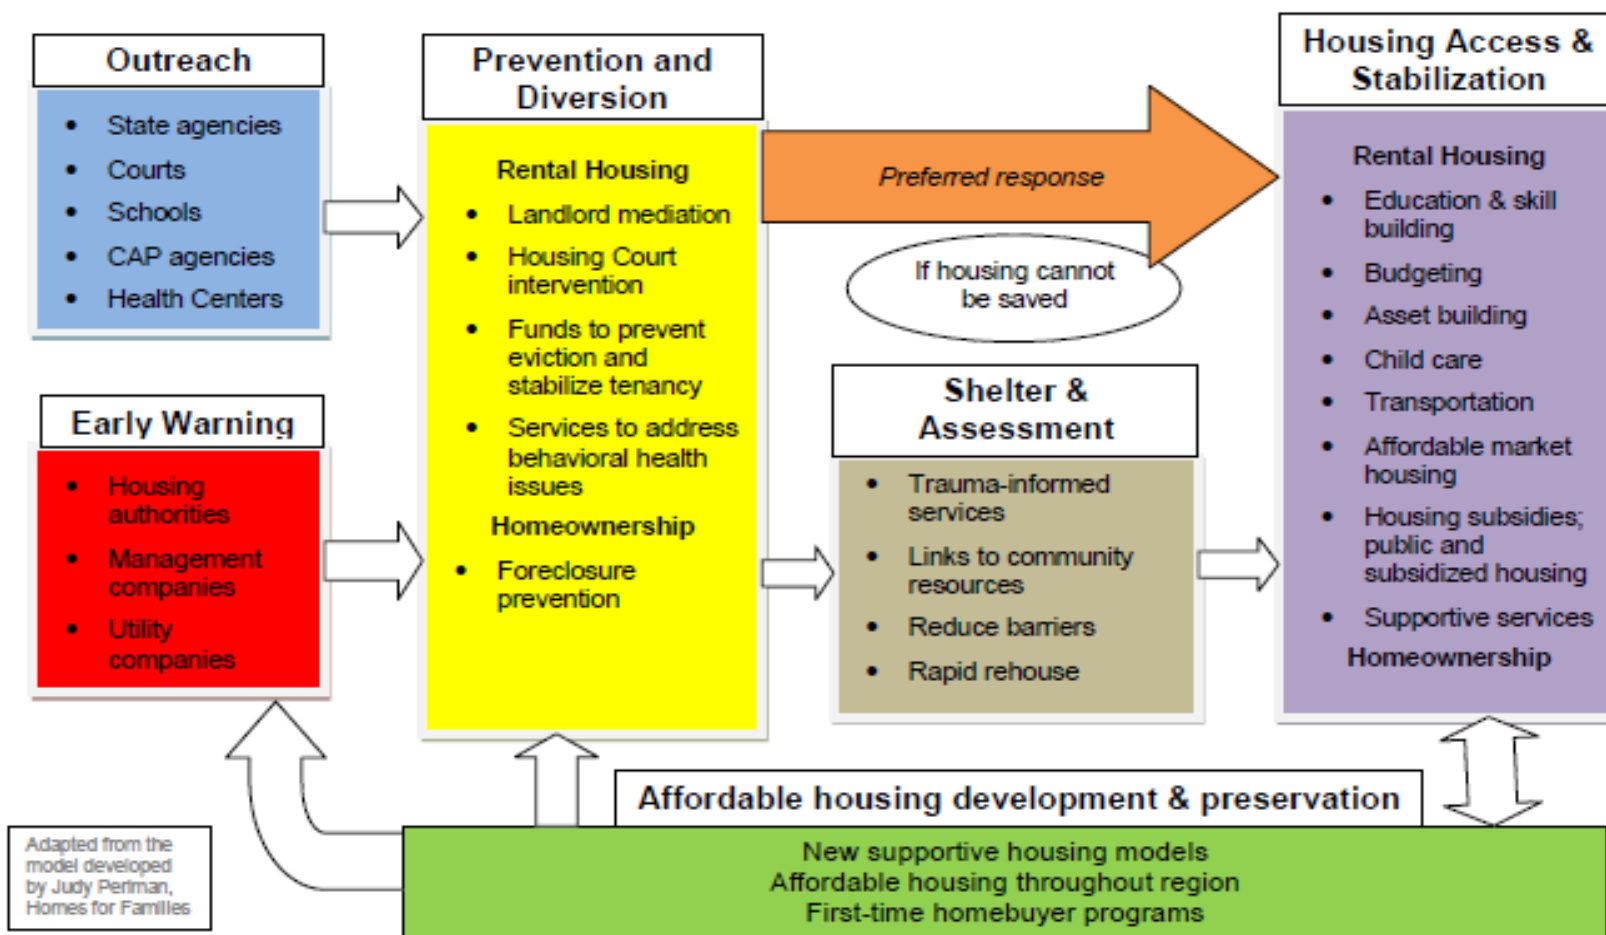 Outreach
• State agencies
• Courts
• Schools
• CAP agencies
• Health Centers
Early Warning
• Housing
authorities
• Management
companies
• Utility
companies
Prevention and
Diversion
Rental Housing
• Landlord mediation
• Housing Court
intervention
• Funds to prevent
eviction and
stabilize tenancy
• Services to address
behavioral health
issues
Homeownership
• Foreclosure
prevention
Preferred response
If housing cannot
be saved
Shelter &
Assessment
• Trauma-informed
services
• Links to community
resources
• Reduce barriers
• Rapid rehouse
Housing Access &
Stabilization
Rental Housing
• Education & skill
building
• Budgeting
• Asset building
• Child care
• Transportation
• Affordable market
housing
• Housing subsidies;
public and
subsidized housing
• Supportive services
Homeownership
Affordable housing development & preservation
New supportive housing models
Affordable housing throughout region
First-time homebuyer programs
Adapted from the
model developed
by Judy Perlman,
Homes for Families